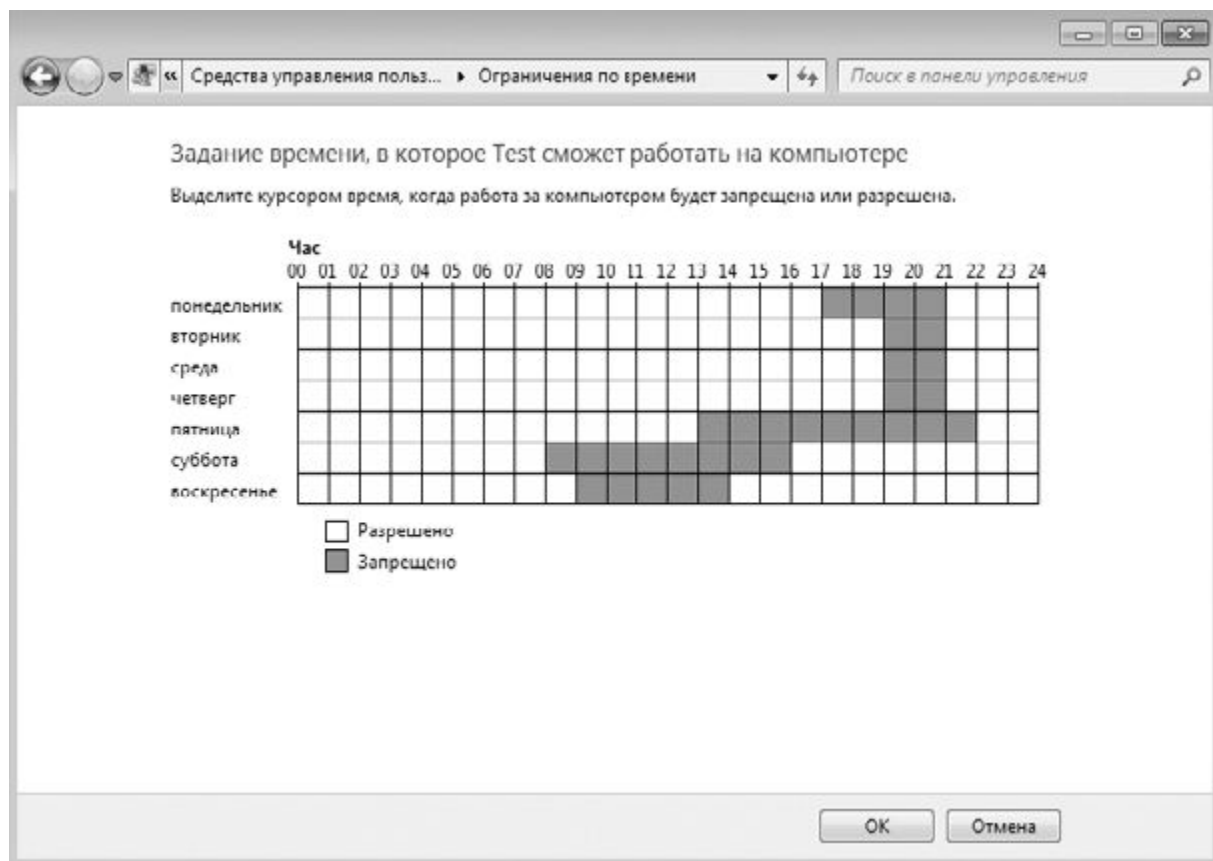 « Средства управления польз... ▸ Ограничения по времени Поиск в панели управления
Задание времени, в которое Test сможет работать на компьютере
Выделите курсором время, когда работа за компьютером будет запрещена или разрешена.
Час
00 01 02 03 04 05 06 07 08 09 10 11 12 13 14 15 16 17 18 19 20 21 22 23 24
понедельник
вторник
среда
четверг
пятница
суббота
воскресенье
Разрешено
Запрещено
ОК Отмена